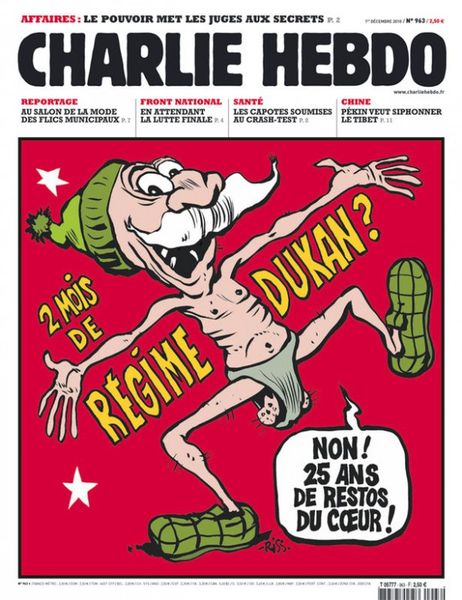 AFFAIRES : LE POUVOIR MET LES JUGES AUX SECRETS P. 2
1er DÉCEMBRE 2010 / N° 963 / 2,50 €
CHARLIE HEBDO
www.charliehebdo.fr
REPORTAGE
AU SALON DE LA MODE
DES FLICS MUNICIPAUX P. 7
FRONT NATIONAL
EN ATTENDANT
LA LUTTE FINALE P. 4
SANTÉ
LES CAPOTES SOUMISES
AU CRASH-TEST P. 5
CHINE
PÉKIN VEUT SIPHONNER
LE TIBET P. 11
2 MOIS
DE
RÉGIME
DUKAN ?
NON !
25 ANS
DE RESTOS
DU CŒUR !
RISS.